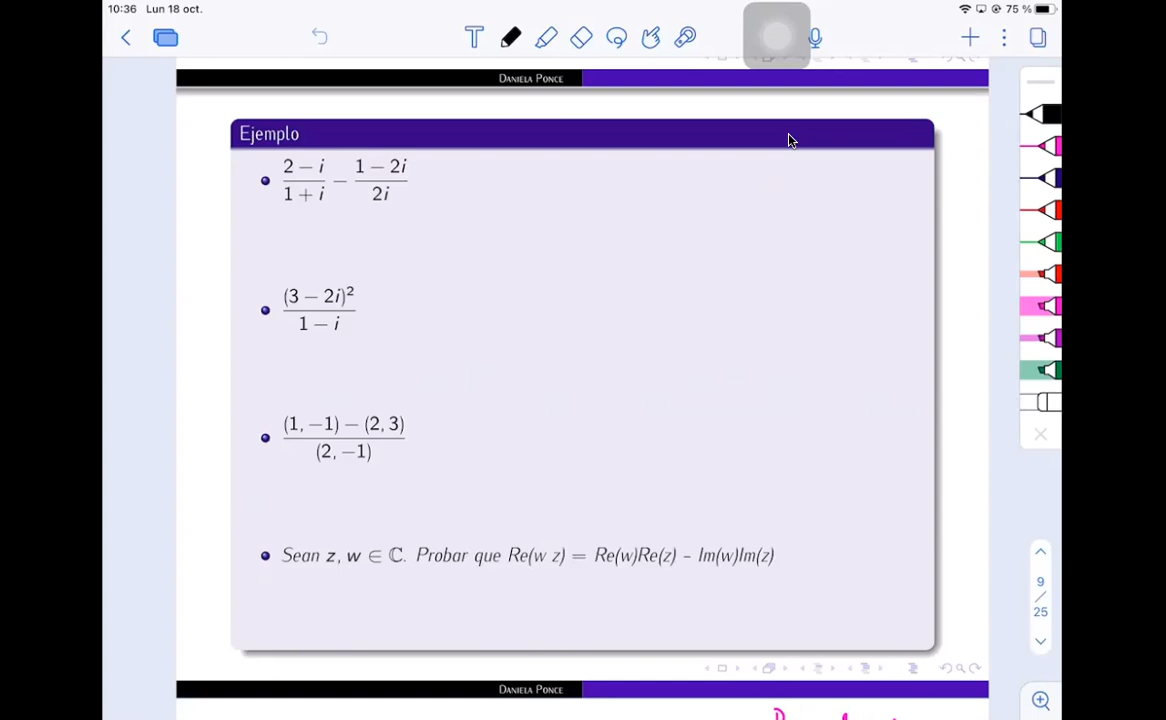 10:36 Lun 18 oct. 75 %
T
DANIELA PONCE
Ejemplo
2 − i / 1 + i − 1 − 2i / 2i
(3 − 2i)² / 1 − i
(1, −1) − (2, 3) / (2, −1)
Sean z, w ∈ ℂ. Probar que Re(w z) = Re(w)Re(z) – Im(w)Im(z)
9
/
25
DANIELA PONCE